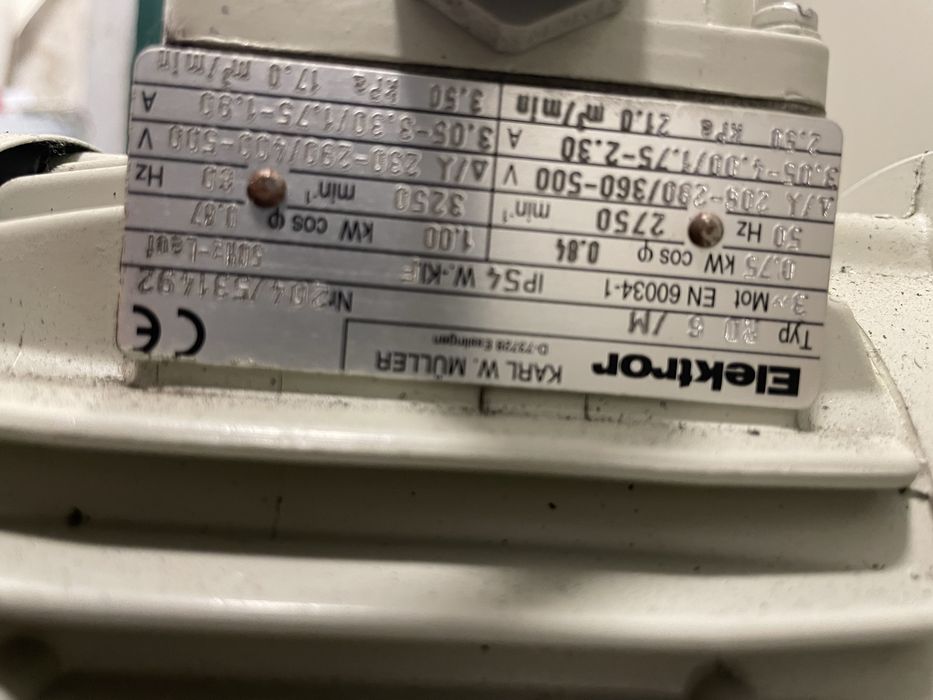 Elektror KARL W. MÜLLER
D-73728 Esslingen
CE
Typ RD 6 /M Nr. 204/531492
3~ Mot EN 60034-1 IP54 W.-KlF 50Hz-Lauf
0.75 kW cos φ 0.84 1.00 kW cos φ 0.87
50 Hz 2750 min⁻¹ 3250 min⁻¹ 60 Hz
Δ/⅄ 208-290/360-500 V Δ/⅄ 230-290/400-500 V
3.05-4.00/1.75-2.30 A 3.05-3.30/1.75-1.90 A
2.50 kPa 21.0 m³/min 3.50 kPa 17.0 m³/min